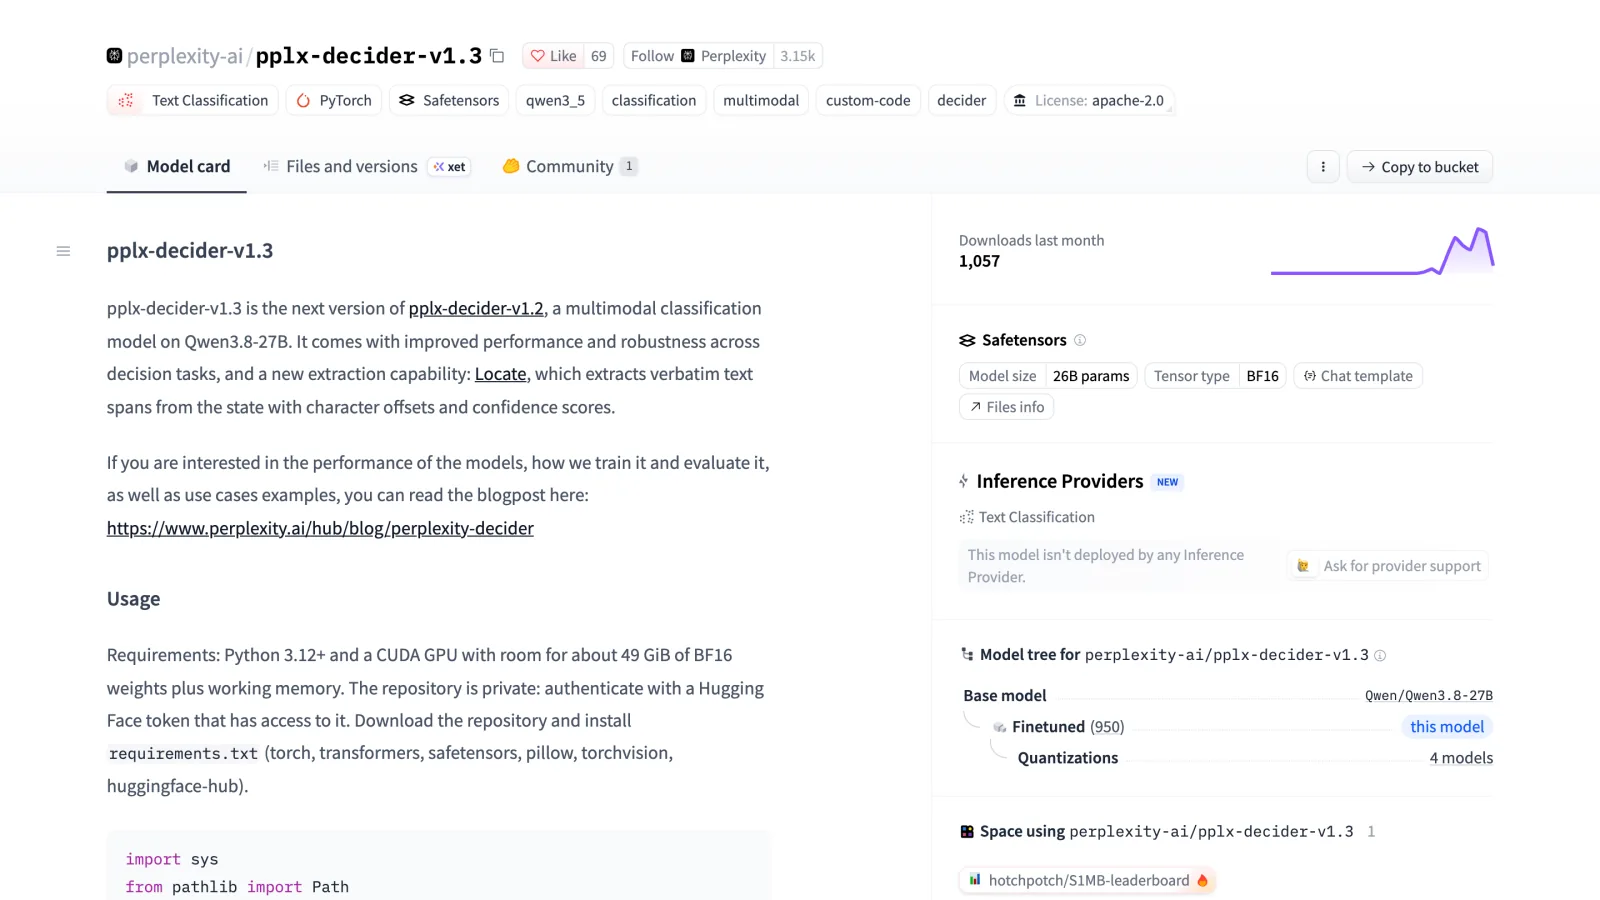 perplexity-ai/pplx-decider-v1.3 Like 69 Follow Perplexity 3.15k
Text Classification PyTorch Safetensors qwen3_5 classification multimodal custom-code decider License: apache-2.0
Model card Files and versions xet Community 1 Copy to bucket
pplx-decider-v1.3
pplx-decider-v1.3 is the next version of pplx-decider-v1.2, a multimodal classification
model on Qwen3.8-27B. It comes with improved performance and robustness across
decision tasks, and a new extraction capability: Locate, which extracts verbatim text
spans from the state with character offsets and confidence scores.
If you are interested in the performance of the models, how we train it and evaluate it,
as well as use cases examples, you can read the blogpost here:
https://www.perplexity.ai/hub/blog/perplexity-decider
Usage
Requirements: Python 3.12+ and a CUDA GPU with room for about 49 GiB of BF16
weights plus working memory. The repository is private: authenticate with a Hugging
Face token that has access to it. Download the repository and install
requirements.txt (torch, transformers, safetensors, pillow, torchvision,
huggingface-hub).
import sys
from pathlib import Path
Downloads last month
1,057
Safetensors
Model size 26B params Tensor type BF16 Chat template
Files info
Inference Providers NEW
Text Classification
This model isn't deployed by any Inference
Provider.
Ask for provider support
Model tree for perplexity-ai/pplx-decider-v1.3
Base model Qwen/Qwen3.8-27B
Finetuned (950) this model
Quantizations 4 models
Space using perplexity-ai/pplx-decider-v1.3 1
hotchpotch/S1MB-leaderboard